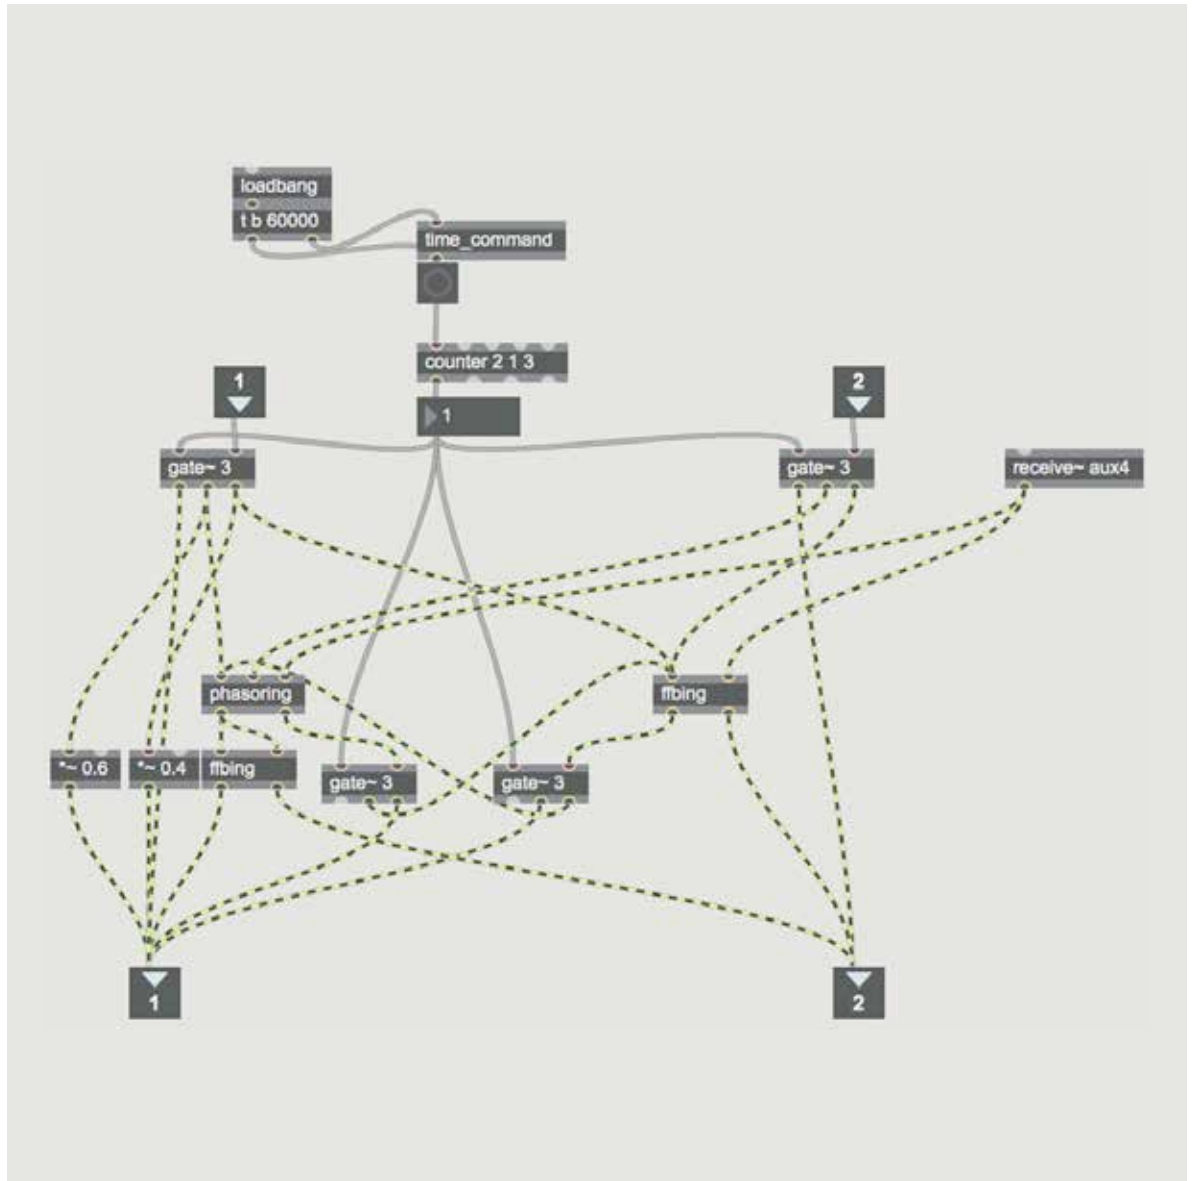 loadbang
t b 60000
time_command
counter 2 1 3
1
2
1
gate~ 3
gate~ 3
receive~ aux4
phasoring
ffbing
*~ 0.6
*~ 0.4
ffbing
gate~ 3
gate~ 3
1
2